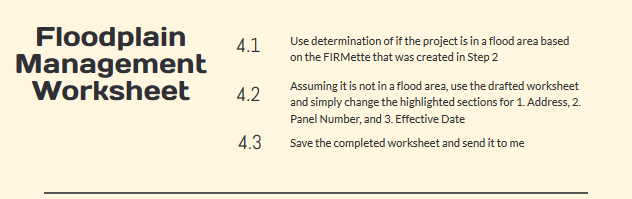 Floodplain
Management
Worksheet
4.1
Use determination of if the project is in a flood area based
on the FIRMette that was created in Step 2
4.2
Assuming it is not in a flood area, use the drafted worksheet
and simply change the highlighted sections for 1. Address, 2.
Panel Number, and 3. Effective Date
4.3
Save the completed worksheet and send it to me